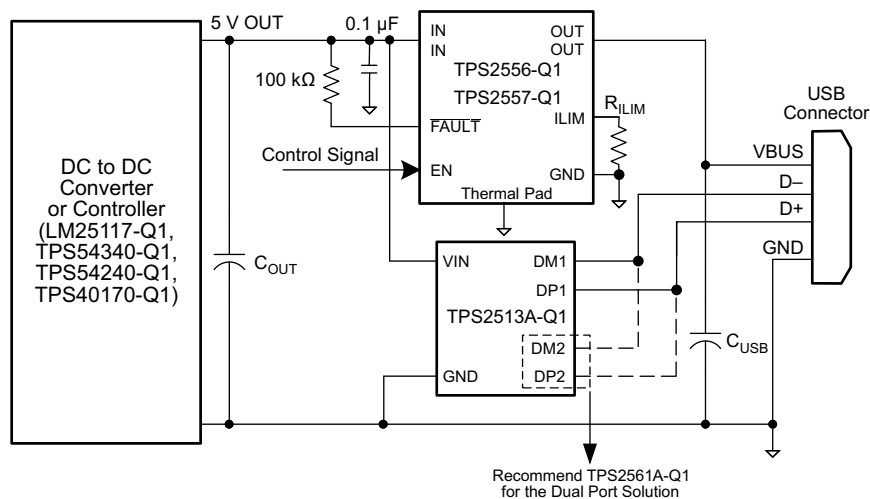 5 V OUT
0.1 µF
100 kΩ
IN
IN
OUT
OUT
TPS2556-Q1
TPS2557-Q1
FAULT
ILIM
R_ILIM
Control Signal
EN
GND
Thermal Pad
USB
Connector
VBUS
D–
D+
GND
DC to DC
Converter
or Controller
(LM25117-Q1,
TPS54340-Q1,
TPS54240-Q1,
TPS40170-Q1)
C_OUT
VIN
DM1
DP1
TPS2513A-Q1
DM2
DP2
GND
C_USB
Recommend TPS2561A-Q1
for the Dual Port Solution